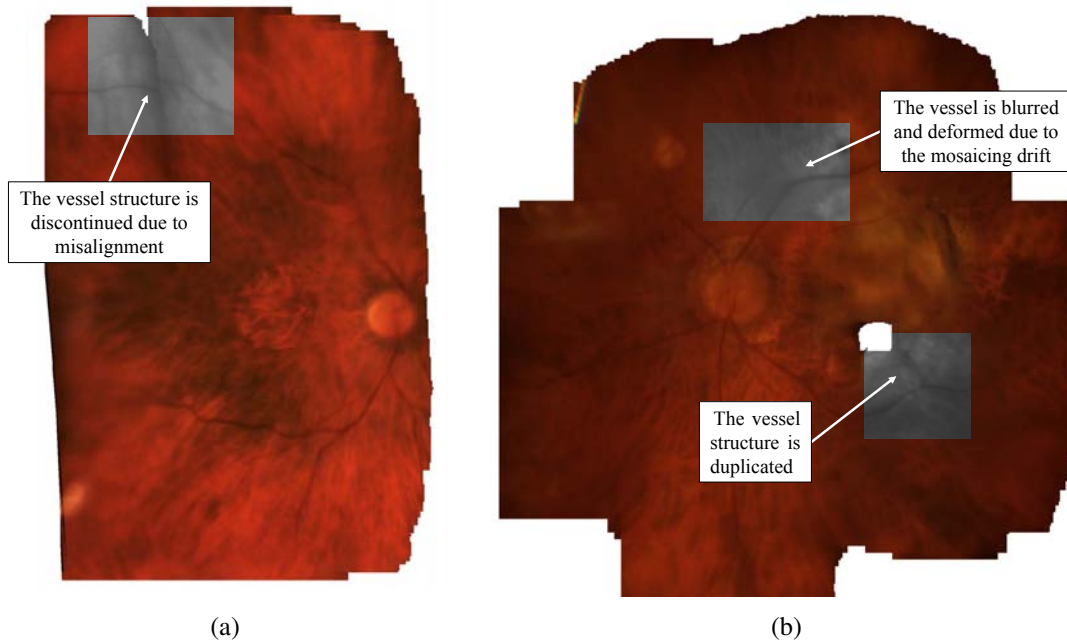 The vessel structure is
discontinued due to
misalignment
The vessel is blurred
and deformed due to
the mosaicing drift
The vessel
structure is
duplicated
(a)
(b)